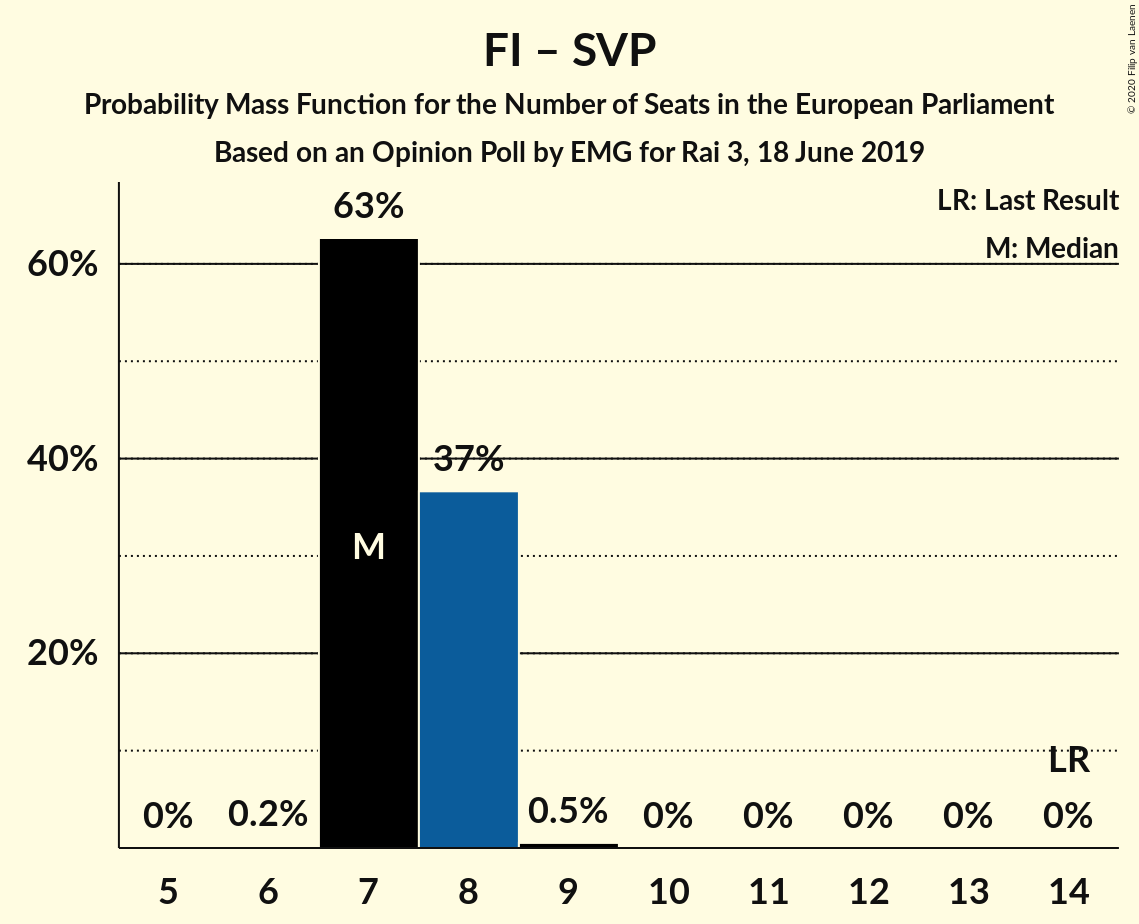 FI – SVP
Probability Mass Function for the Number of Seats in the European Parliament
Based on an Opinion Poll by EMG for Rai 3, 18 June 2019
© 2020 Filip van Laenen
LR: Last Result
M: Median
63%
60%
40%
37%
M
20%
LR
0%
0.2%
0.5%
0%
0%
0%
0%
0%
5
6
7
8
9
10
11
12
13
14